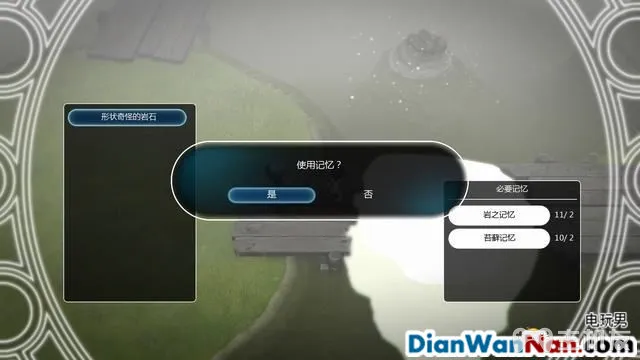 形状奇怪的岩石
使用记忆？
是
否
必要记忆
岩之记忆 11/2
苔藓记忆 10/2
电玩男
DianWanNan.com